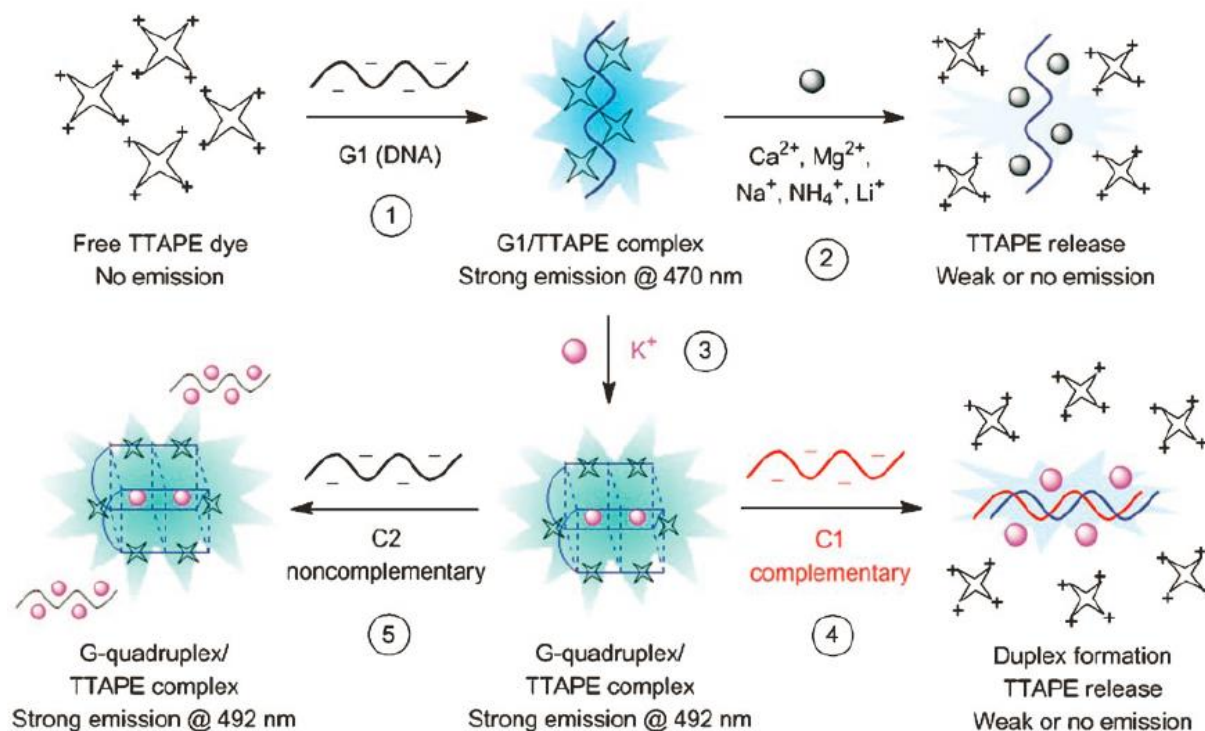 G1 (DNA)
1
Free TTAPE dye
No emission
G1/TTAPE complex
Strong emission @ 470 nm
Ca²⁺, Mg²⁺,
Na⁺, NH₄⁺, Li⁺
2
TTAPE release
Weak or no emission
K⁺
3
C2
noncomplementary
5
C1
complementary
4
G-quadruplex/
TTAPE complex
Strong emission @ 492 nm
G-quadruplex/
TTAPE complex
Strong emission @ 492 nm
Duplex formation
TTAPE release
Weak or no emission